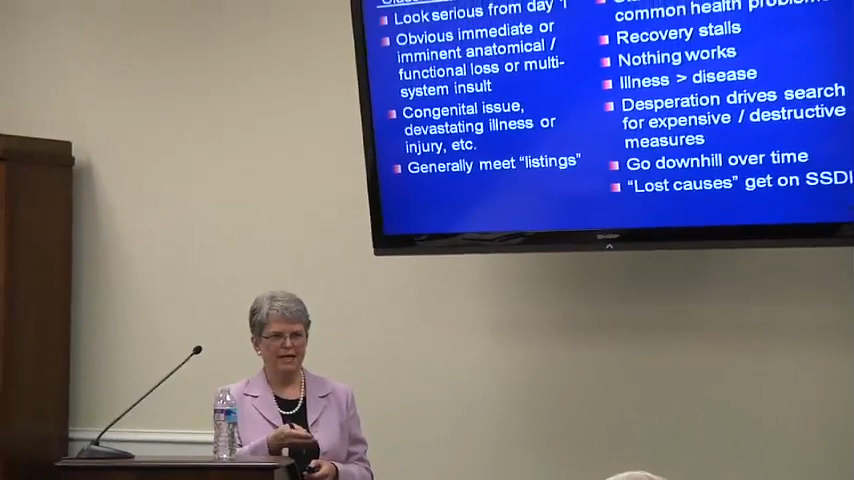 Look serious from day 1
Obvious immediate or
imminent anatomical /
functional loss or multi-
system insult
Congenital issue,
devastating illness or
injury, etc.
Generally meet "listings"
common health problems
Recovery stalls
Nothing works
Illness > disease
Desperation drives search
for expensive / destructive
measures
Go downhill over time
"Lost causes" get on SSDI
SHARP